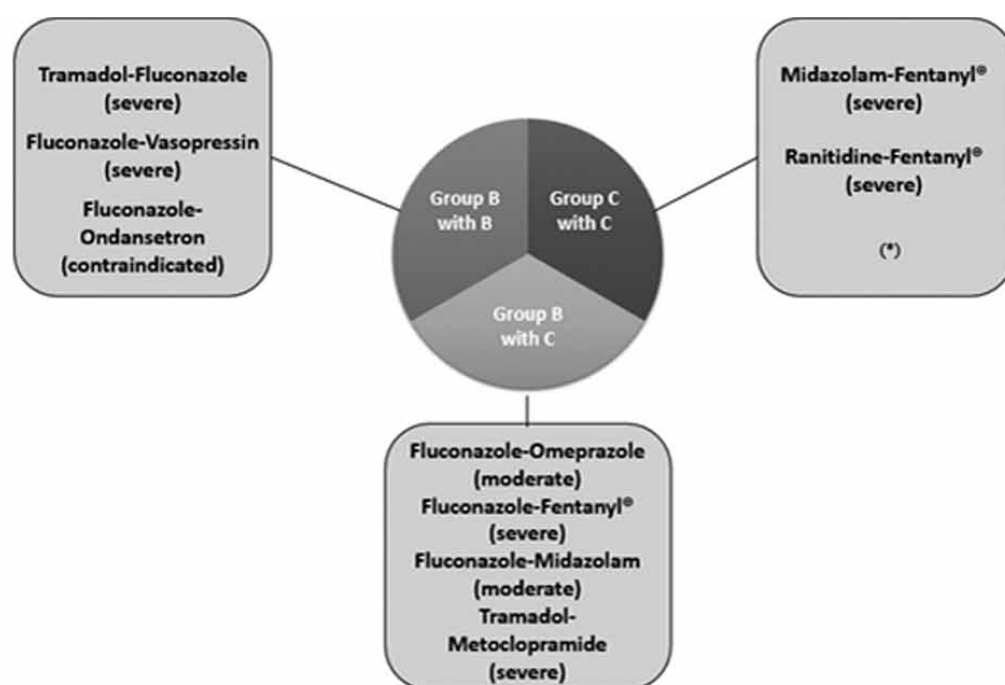 Tramadol-Fluconazole
(severe)
Fluconazole-Vasopressin
(severe)
Fluconazole-
Ondansetron
(contraindicated)
Group B
with B
Group C
with C
Group B
with C
Midazolam-Fentanyl®
(severe)
Ranitidine-Fentanyl®
(severe)
(*)
Fluconazole-Omeprazole
(moderate)
Fluconazole-Fentanyl®
(severe)
Fluconazole-Midazolam
(moderate)
Tramadol-
Metoclopramide
(severe)